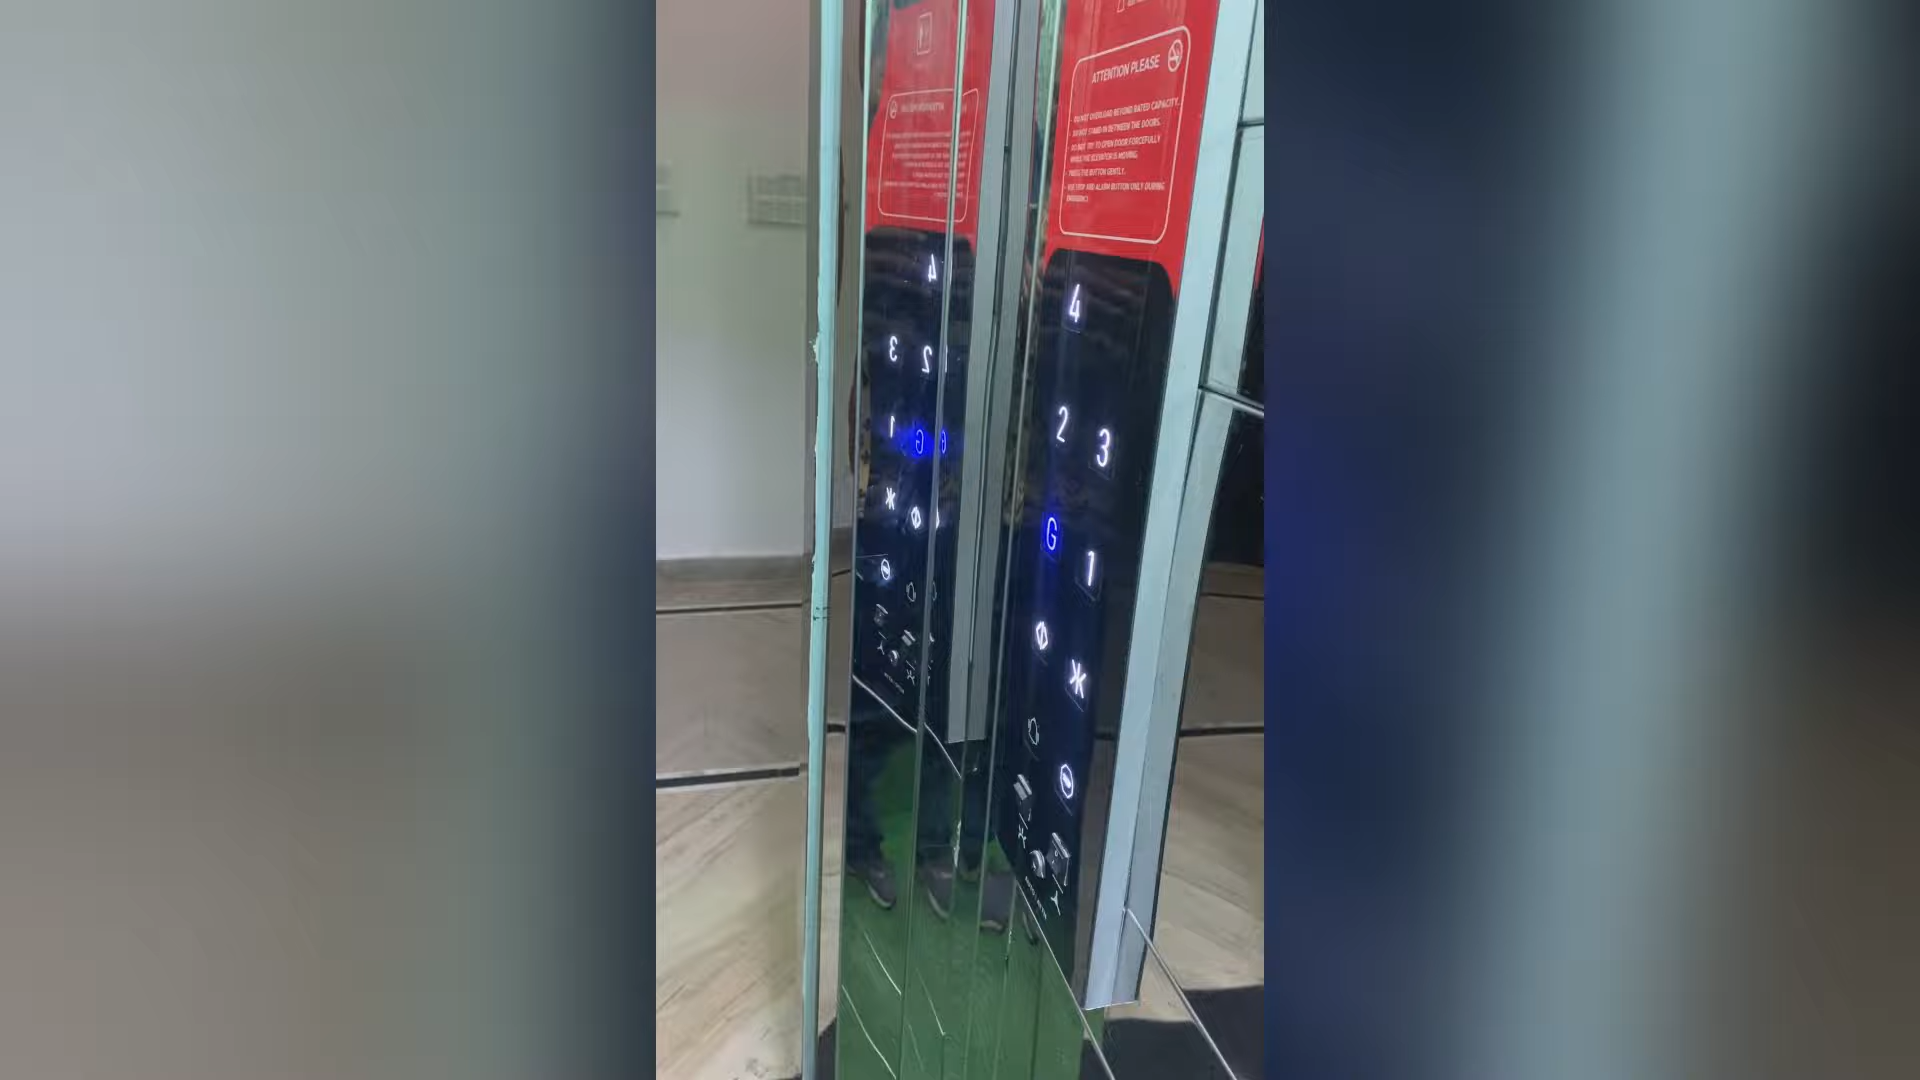 ATTENTION PLEASE
- DO NOT OVERLOAD BEYOND RATED CAPACITY.
- DO NOT STAND IN BETWEEN THE DOORS.
- DO NOT TRY TO OPEN DOOR FORCEFULLY
WHILE THE ELEVATOR IS MOVING.
- PRESS THE BUTTON GENTLY.
- USE STOP AND ALARM BUTTON ONLY DURING
EMERGENCY.
4
2 3
G 1